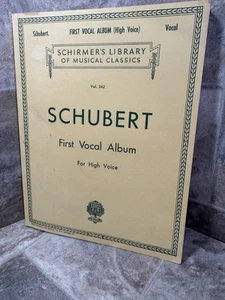 Schubert. FIRST VOCAL ALBUM (High Voice) Vocal
SCHIRMER'S LIBRARY
OF MUSICAL CLASSICS
Vol. 342
SCHUBERT
First Vocal Album
For High Voice